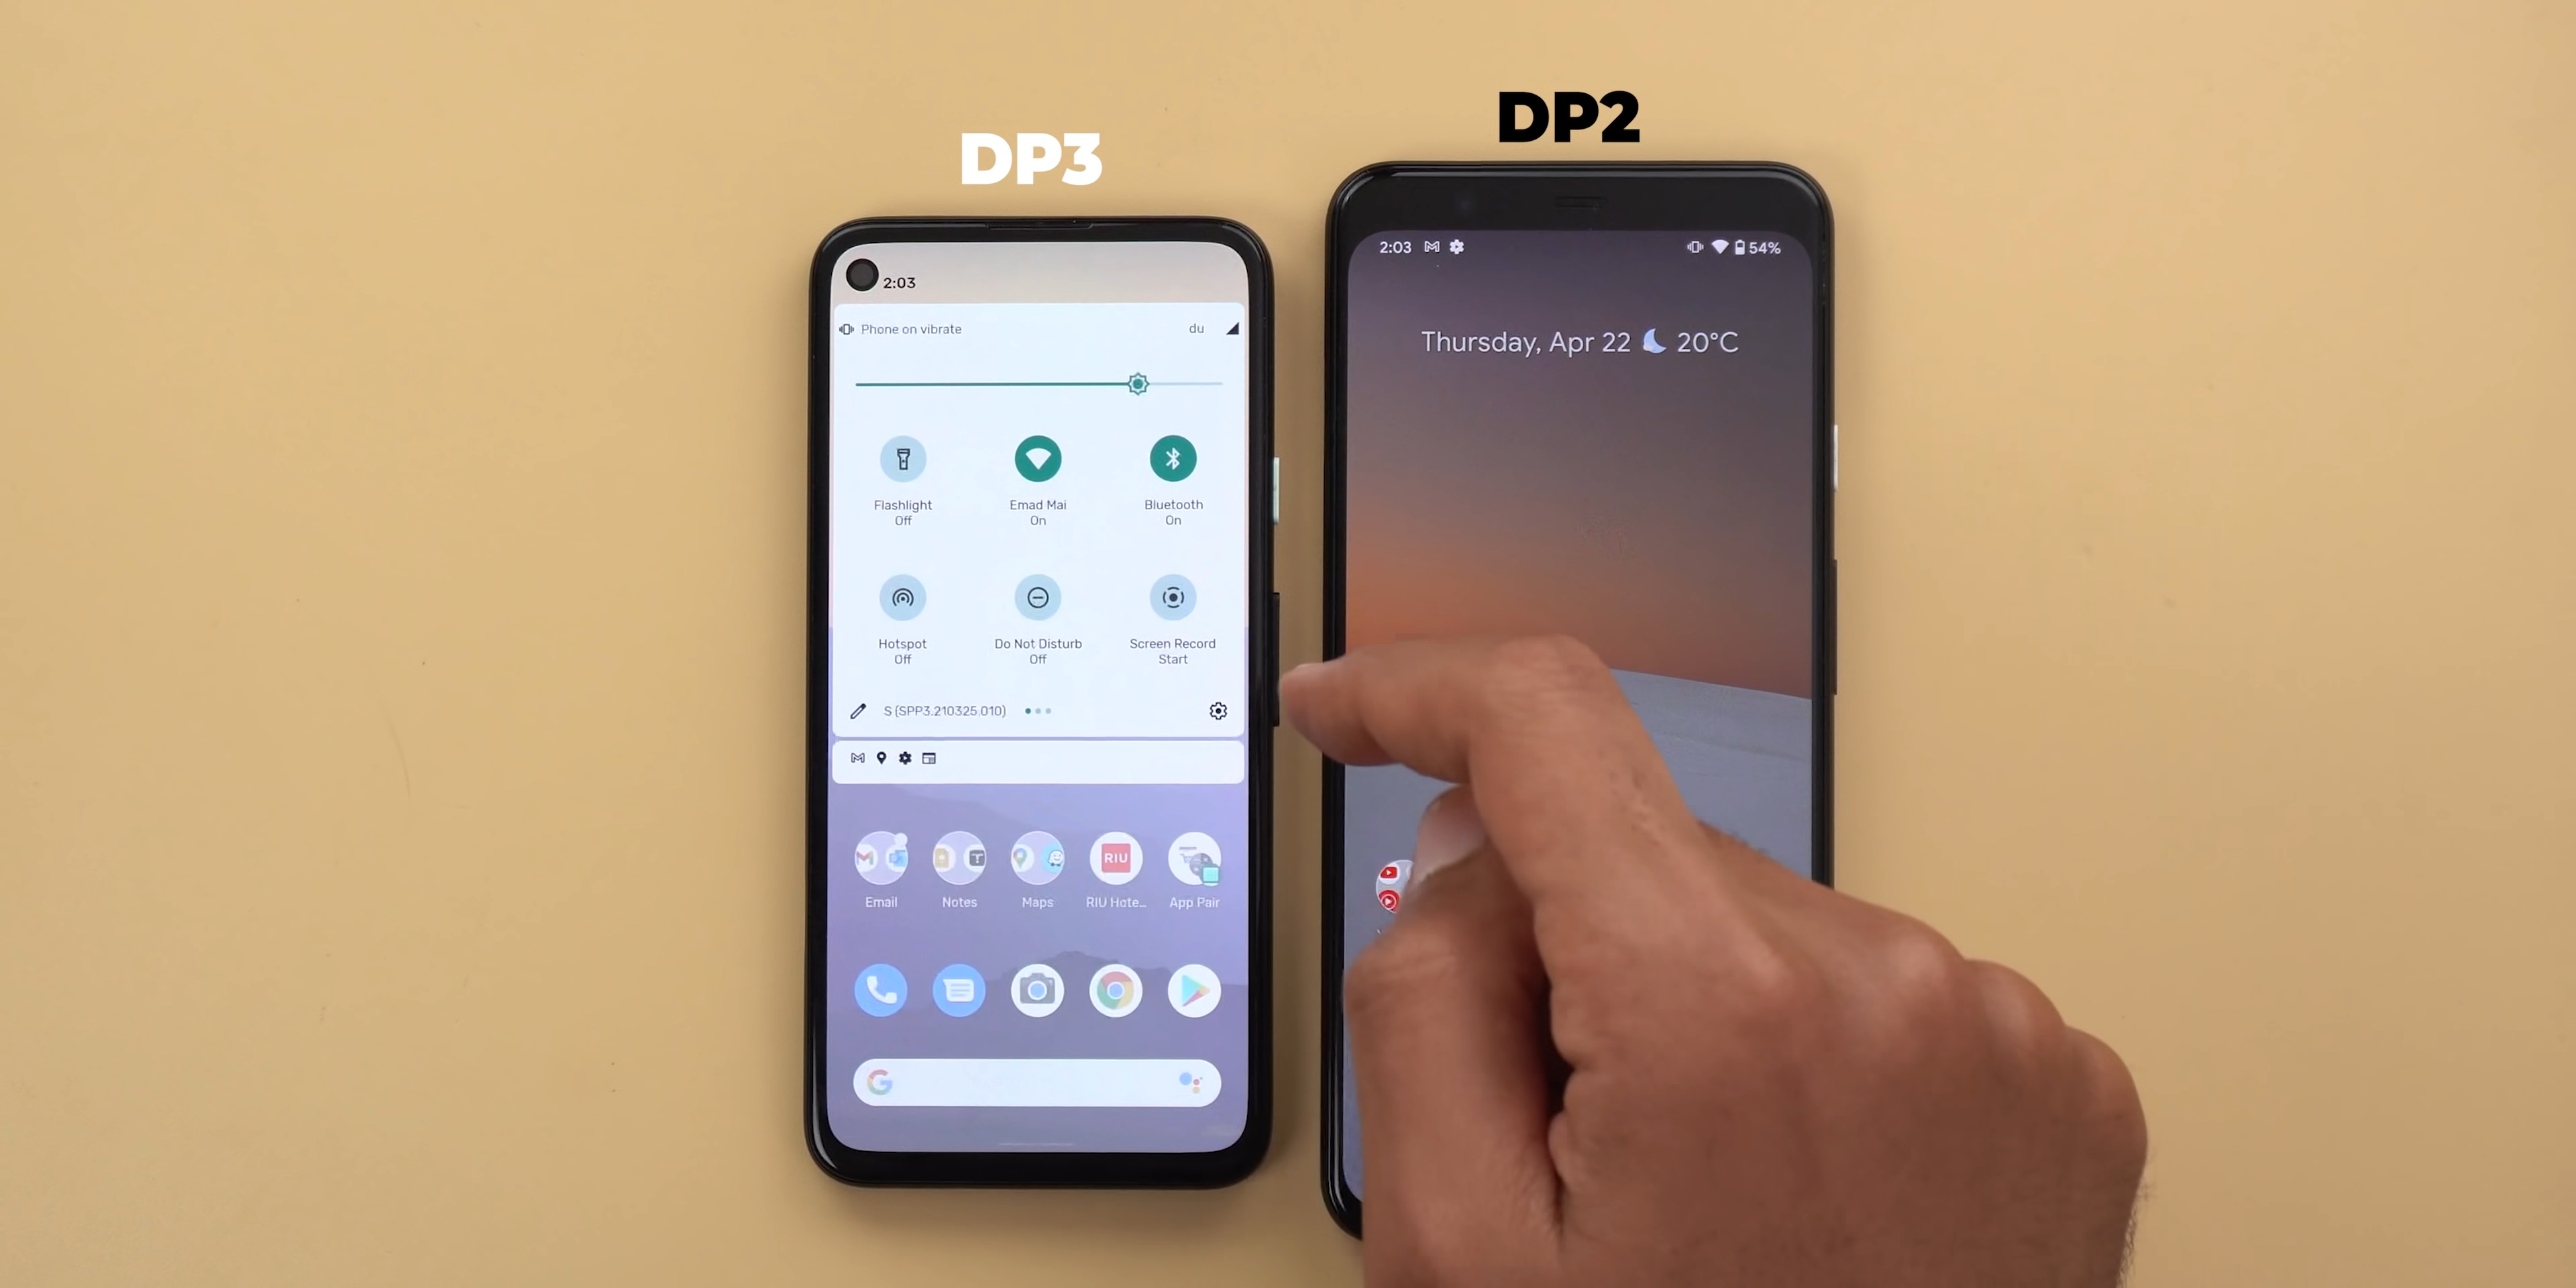 DP3
DP2
2:03
Phone on vibrate
du
Flashlight
Off
Emad Mai
On
Bluetooth
On
Hotspot
Off
Do Not Disturb
Off
Screen Record
Start
S (SPP3.210325.010)
Email
Notes
Maps
RIU
RIU Hote...
App Pair
2:03
54%
Thursday, Apr 22
20°C